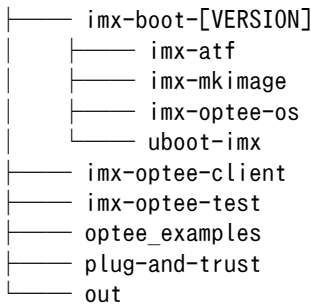 ├──── imx-boot-[VERSION]
│    ├──── imx-atf
│    ├──── imx-mkimage
│    ├──── imx-optee-os
│    └──── uboot-imx
├──── imx-optee-client
├──── imx-optee-test
├──── optee_examples
├──── plug-and-trust
└──── out